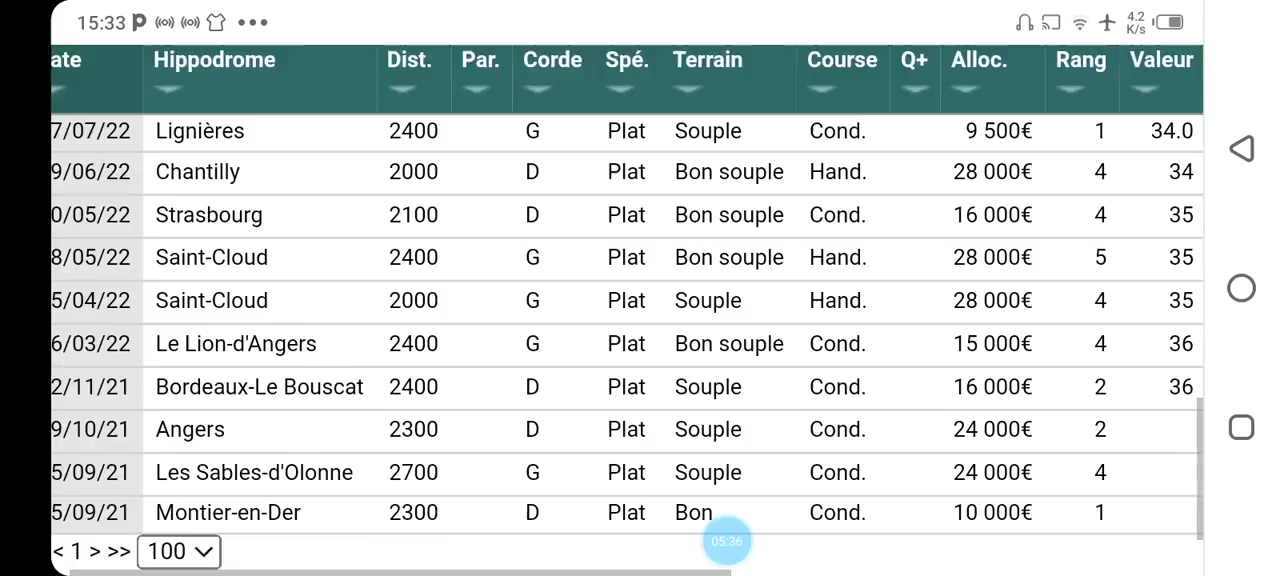 15:33 P ••• 4.2 K/s
ate Hippodrome Dist. Par. Corde Spé. Terrain Course Q+ Alloc. Rang Valeur
7/07/22 Lignières 2400 G Plat Souple Cond. 9 500€ 1 34.0
9/06/22 Chantilly 2000 D Plat Bon souple Hand. 28 000€ 4 34
0/05/22 Strasbourg 2100 D Plat Bon souple Cond. 16 000€ 4 35
8/05/22 Saint-Cloud 2400 G Plat Bon souple Hand. 28 000€ 5 35
5/04/22 Saint-Cloud 2000 G Plat Souple Hand. 28 000€ 4 35
6/03/22 Le Lion-d'Angers 2400 G Plat Bon souple Cond. 15 000€ 4 36
2/11/21 Bordeaux-Le Bouscat 2400 D Plat Souple Cond. 16 000€ 2 36
9/10/21 Angers 2300 D Plat Souple Cond. 24 000€ 2
5/09/21 Les Sables-d'Olonne 2700 G Plat Souple Cond. 24 000€ 4
5/09/21 Montier-en-Der 2300 D Plat Bon Cond. 10 000€ 1
05:36
< 1 > >> 100